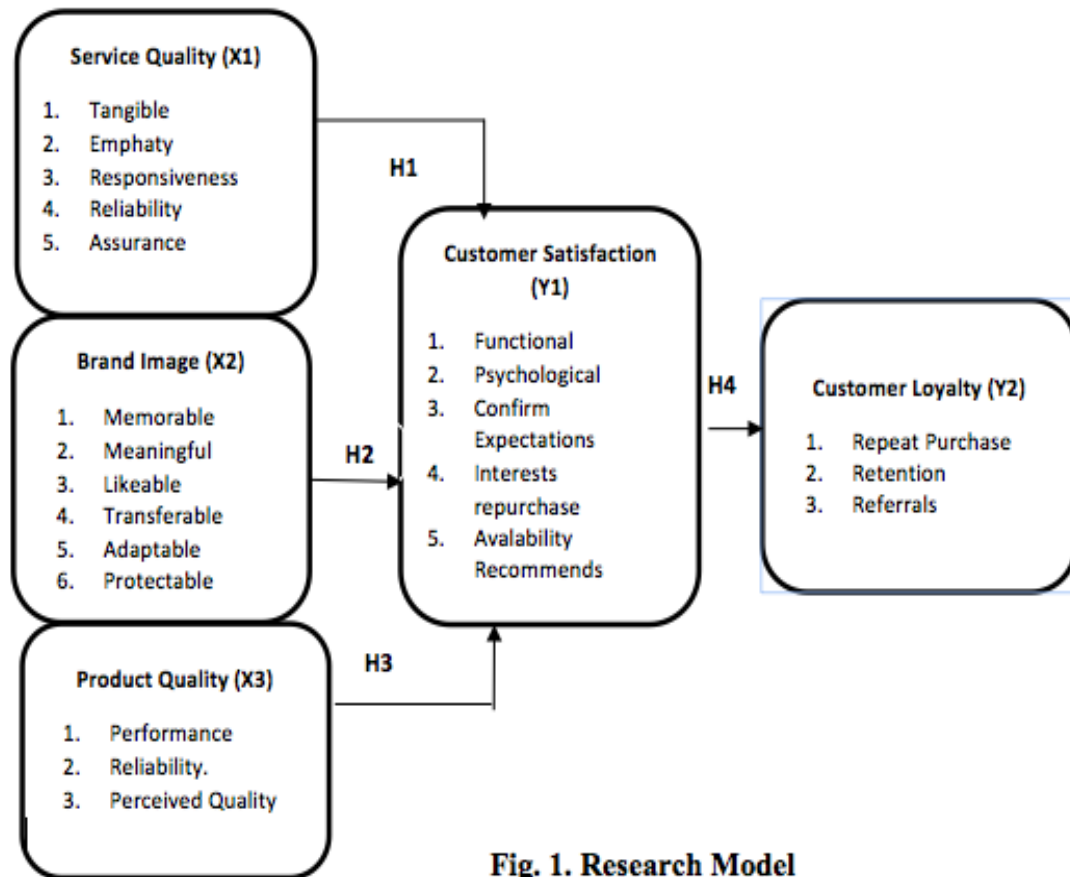 Service Quality (X1)
1. Tangible
2. Emphaty
3. Responsiveness
4. Reliability
5. Assurance
H1
Brand Image (X2)
1. Memorable
2. Meaningful
3. Likeable
4. Transferable
5. Adaptable
6. Protectable
H2
Product Quality (X3)
1. Performance
2. Reliability.
3. Perceived Quality
H3
Customer Satisfaction
(Y1)
1. Functional
2. Psychological
3. Confirm
Expectations
4. Interests
repurchase
5. Avalability
Recommends
H4
Customer Loyalty (Y2)
1. Repeat Purchase
2. Retention
3. Referrals
Fig. 1. Research Model